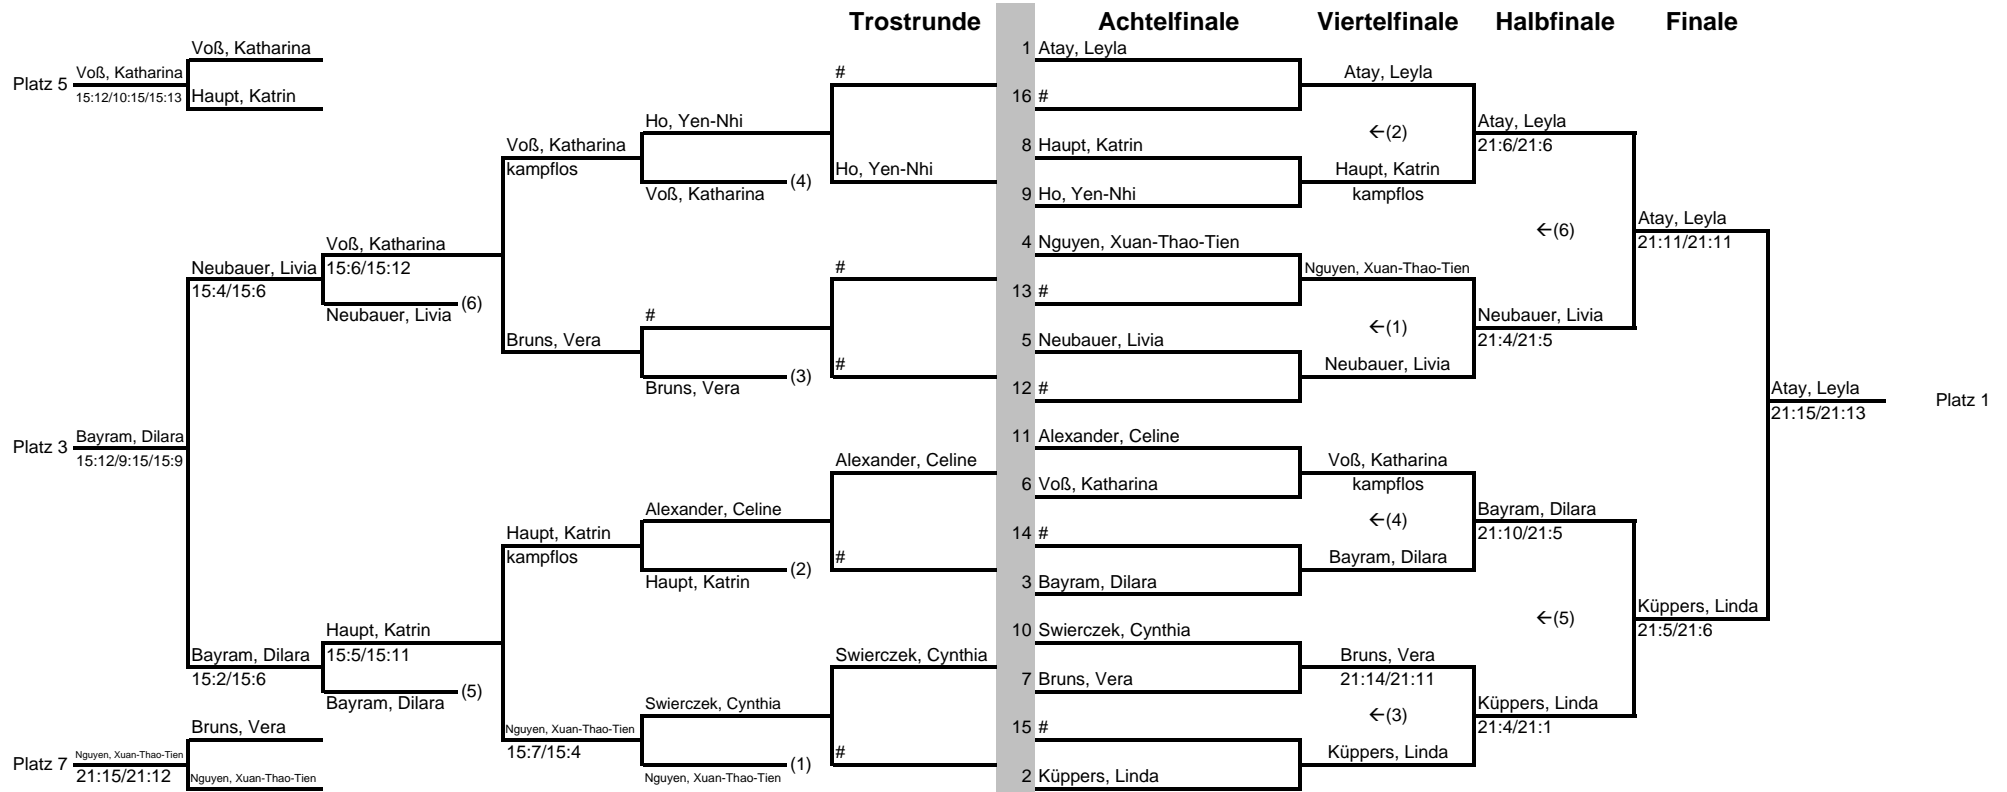 Trostrunde Achtelfinale Viertelfinale Halbfinale Finale
Voß, Katharina 1 Atay, Leyla
Platz 5 Voß, Katharina # Atay, Leyla
15:12/10:15/15:13 Haupt, Katrin 16 #
Ho, Yen-Nhi ←(2) Atay, Leyla
Voß, Katharina 8 Haupt, Katrin 21:6/21:6
kampflos Ho, Yen-Nhi Haupt, Katrin
(4)
Voß, Katharina 9 Ho, Yen-Nhi kampflos
Atay, Leyla
←(6)
Voß, Katharina 4 Nguyen, Xuan-Thao-Tien 21:11/21:11
Neubauer, Livia 15:6/15:12 # Nguyen, Xuan-Thao-Tien
15:4/15:6 13 #
(6)
Neubauer, Livia # Neubauer, Livia
←(1)
Bruns, Vera 5 Neubauer, Livia 21:4/21:5
# Neubauer, Livia
(3)
Bruns, Vera 12 # Atay, Leyla
Platz 1
21:15/21:13
Platz 3 Bayram, Dilara 11 Alexander, Celine
15:12/9:15/15:9 Alexander, Celine Voß, Katharina
6 Voß, Katharina kampflos
Alexander, Celine Bayram, Dilara
←(4)
Haupt, Katrin 14 # 21:10/21:5
kampflos # Bayram, Dilara
(2)
Haupt, Katrin 3 Bayram, Dilara
Küppers, Linda
←(5)
Haupt, Katrin 10 Swierczek, Cynthia 21:5/21:6
Bayram, Dilara 15:5/15:11 Swierczek, Cynthia Bruns, Vera
15:2/15:6 7 Bruns, Vera 21:14/21:11
(5)
Bayram, Dilara Swierczek, Cynthia Küppers, Linda
←(3)
Bruns, Vera Nguyen, Xuan-Thao-Tien 15 # 21:4/21:1
Platz 7 Nguyen, Xuan-Thao-Tien 15:7/15:4 # Küppers, Linda
(1)
21:15/21:12 Nguyen, Xuan-Thao-Tien Nguyen, Xuan-Thao-Tien 2 Küppers, Linda